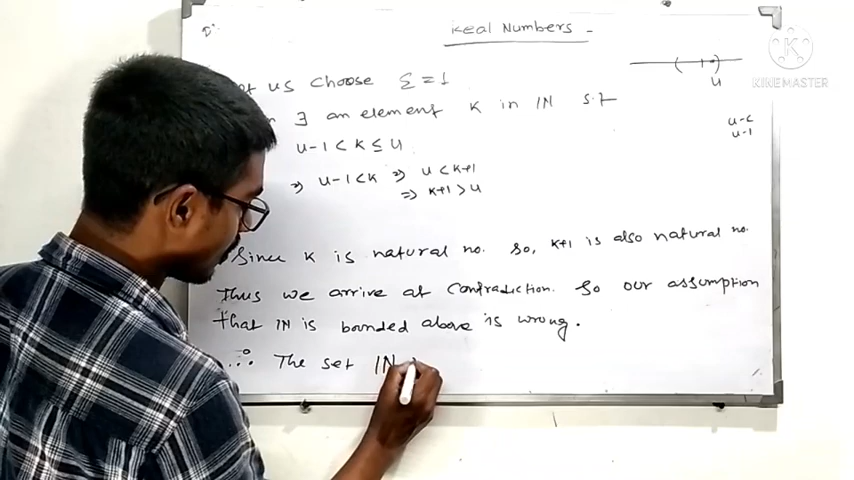 Real Numbers -
us choose Σ = 1
∃ an element K in IN s.t
u-1 < K ≤ u
⇒ u-1 < K ⇒ u < K+1
⇒ K+1 > u
u
u-ε
u-1
Since K is natural no. So, K+1 is also natural no.
Thus we arrive at contradiction. So our assumption
that IN is bonded above is wrong.
∴ The set IN
K
KINEMASTER